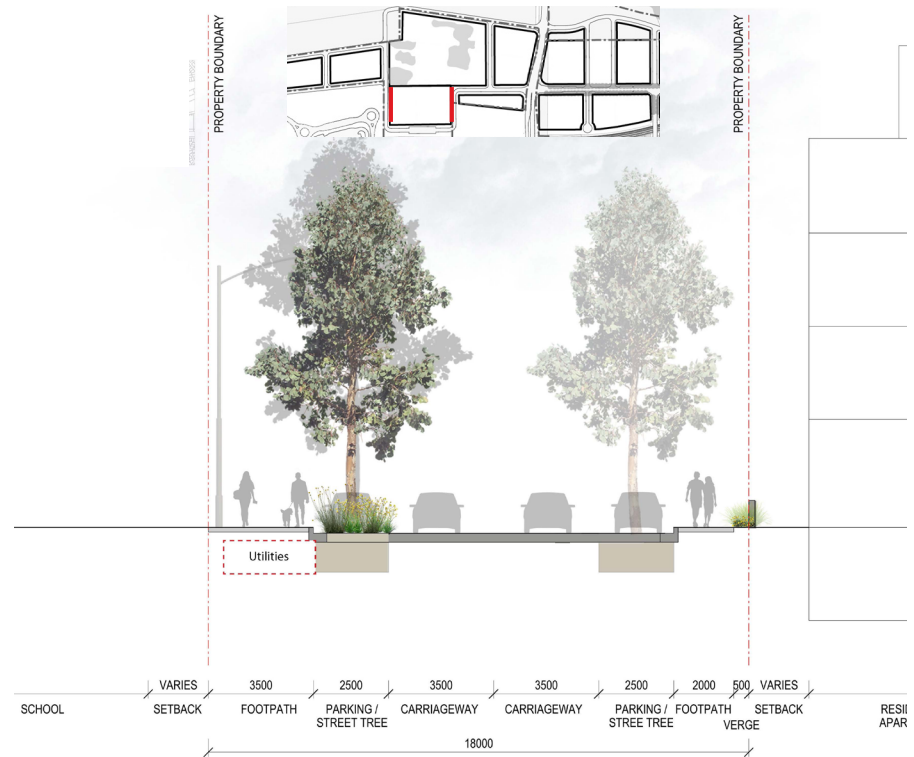 PROPERTY BOUNDARY
PROPERTY BOUNDARY
Utilities
VARIES
3500
2500
3500
3500
2500
2000
500
VARIES
SCHOOL
SETBACK
FOOTPATH
PARKING /
STREET TREE
CARRIAGEWAY
CARRIAGEWAY
PARKING /
STREE TREE
FOOTPATH
VERGE
SETBACK
RESI
APAR
18000